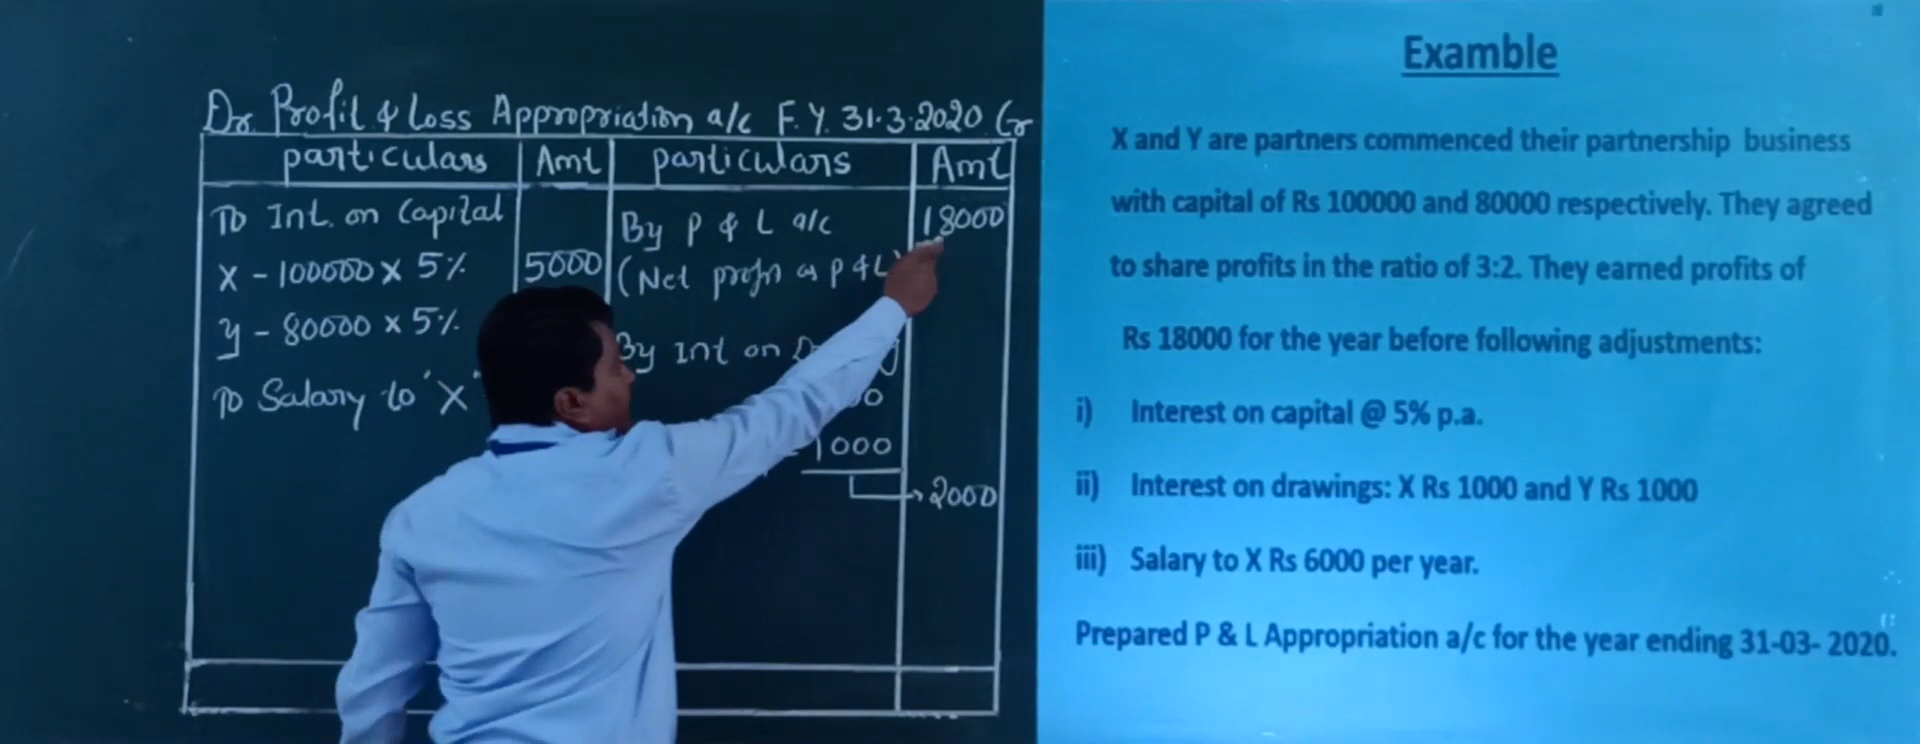 Dr. Profit & Loss Appropriation a/c F.Y. 31.3.2020 Cr
particulars Amt particulars Amt
To Int. on Capital
X - 100000 x 5% 5000
y - 80000 x 5%
To Salary to 'X'
By P & L a/c 18000
(Net profit as P & L)
By Int on
1000
2000
Examble
X and Y are partners commenced their partnership business
with capital of Rs 100000 and 80000 respectively. They agreed
to share profits in the ratio of 3:2. They earned profits of
Rs 18000 for the year before following adjustments:
i) Interest on capital @ 5% p.a.
ii) Interest on drawings: X Rs 1000 and Y Rs 1000
iii) Salary to X Rs 6000 per year.
Prepared P & L Appropriation a/c for the year ending 31-03- 2020.